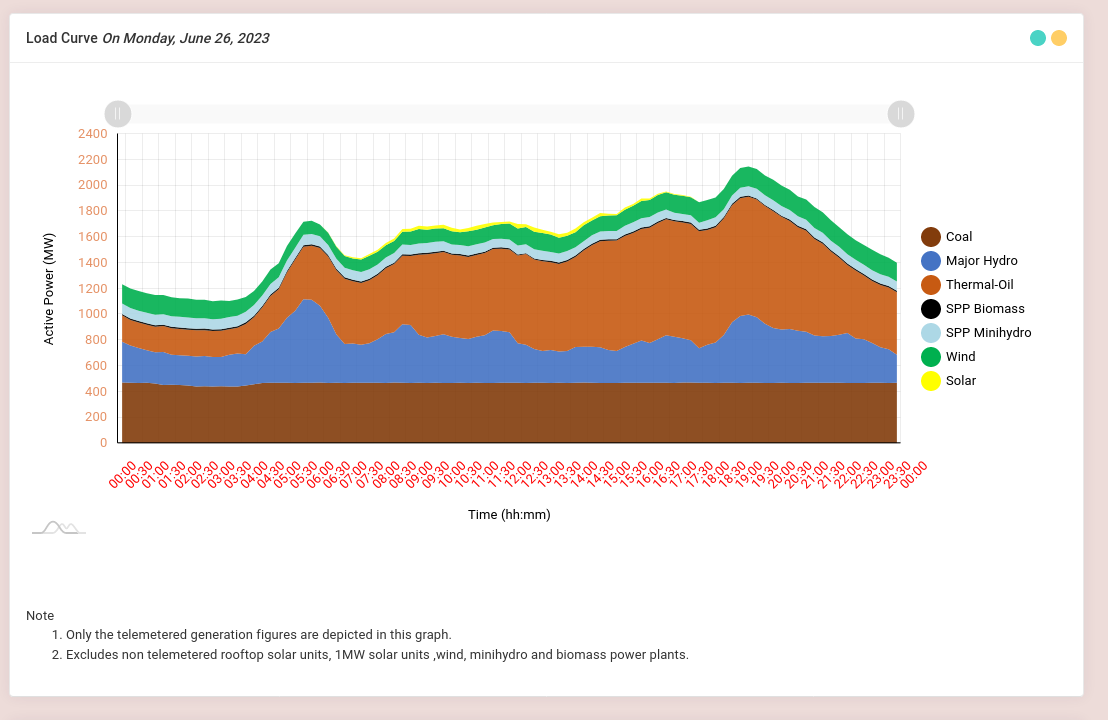 Load Curve On Monday, June 26, 2023
2400
2200
2000
1800
1600
1400
1200
1000
800
600
400
200
0
Active Power (MW)
00:00 00:30 01:00 01:30 02:00 02:30 03:00 03:30 04:00 04:30 05:00 05:30 06:00 06:30 07:00 07:30 08:00 08:30 09:00 09:30 10:00 10:30 11:00 11:30 12:00 12:30 13:00 13:30 14:00 14:30 15:00 15:30 16:00 16:30 17:00 17:30 18:00 18:30 19:00 19:30 20:00 20:30 21:00 21:30 22:00 22:30 23:00 23:30 00:00
Time (hh:mm)
Coal
Major Hydro
Thermal-Oil
SPP Biomass
SPP Minihydro
Wind
Solar
Note
1. Only the telemetered generation figures are depicted in this graph.
2. Excludes non telemetered rooftop solar units, 1MW solar units ,wind, minihydro and biomass power plants.